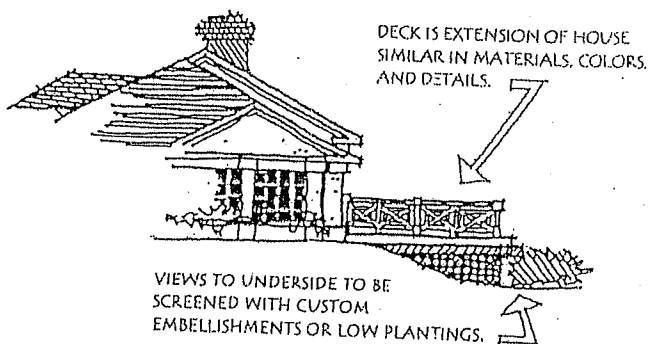 DECK IS EXTENSION OF HOUSE
SIMILAR IN MATERIALS, COLORS,
AND DETAILS.
VIEWS TO UNDERSIDE TO BE
SCREENED WITH CUSTOM
EMBELLISHMENTS OR LOW PLANTINGS.